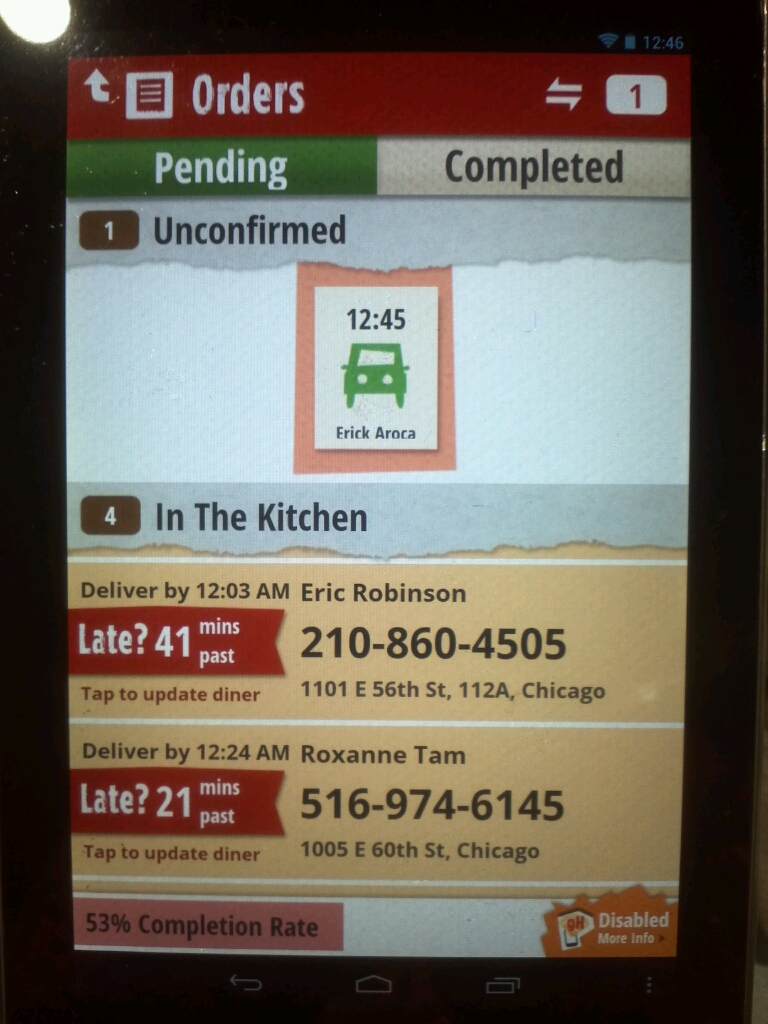 12:46
Orders
1
Pending
Completed
1 Unconfirmed
12:45
Erick Aroca
4 In The Kitchen
Deliver by 12:03 AM Eric Robinson
Late? 41 mins past 210-860-4505
Tap to update diner 1101 E 56th St, 112A, Chicago
Deliver by 12:24 AM Roxanne Tam
Late? 21 mins past 516-974-6145
Tap to update diner 1005 E 60th St, Chicago
53% Completion Rate
gH Disabled
More Info